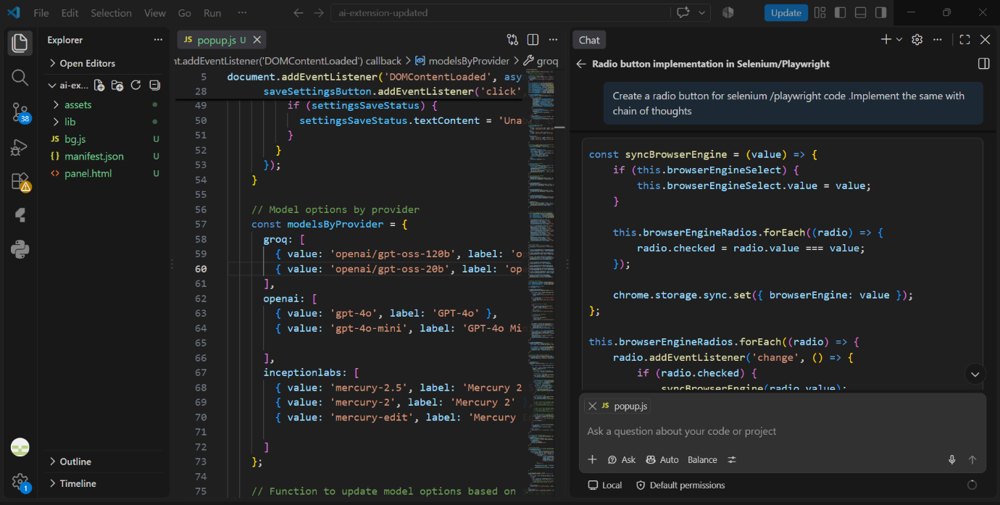 File Edit Selection View Go Run ··· ai-extension-updated Update
Explorer ···
Open Editors
ai-ex...
assets
lib
JS bg.js U
{} manifest.json U
<> panel.html U
38
Outline
Timeline
1
JS popup.js U
nt.addEventListener('DOMContentLoaded') callback > modelsByProvider > groq
5 document.addEventListener('DOMContentLoaded', asy
28 saveSettingsButton.addEventListener('click',
49 if (settingsSaveStatus) {
50 settingsSaveStatus.textContent = 'Una
51 }
52 }
53 });
54 }
55
56 // Model options by provider
57 const modelsByProvider = {
58 groq: [
59 { value: 'openai/gpt-oss-120b', label: 'o
60 { value: 'openai/gpt-oss-20b', label: 'op
61 ],
62 openai: [
63 { value: 'gpt-4o', label: 'GPT-4o' },
64 { value: 'gpt-4o-mini', label: 'GPT-4o Min
65
66 ],
67 inceptionlabs: [
68 { value: 'mercury-2.5', label: 'Mercury 2
69 { value: 'mercury-2', label: 'Mercury 2'
70 { value: 'mercury-edit', label: 'Mercury
71
72 ]
73 };
74
75 // Function to update model options based on
Chat
Radio button implementation in Selenium/Playwright
Create a radio button for selenium /playwright code .Implement the same with
chain of thoughts
const syncBrowserEngine = (value) => {
if (this.browserEngineSelect) {
this.browserEngineSelect.value = value;
}
this.browserEngineRadios.forEach((radio) => {
radio.checked = radio.value === value;
});
chrome.storage.sync.set({ browserEngine: value });
};
this.browserEngineRadios.forEach((radio) => {
radio.addEventListener('change', () => {
if (radio.checked) {
syncBrowserEngine(radio.value);
JS popup.js
Ask a question about your code or project
Ask Auto Balance
Local Default permissions